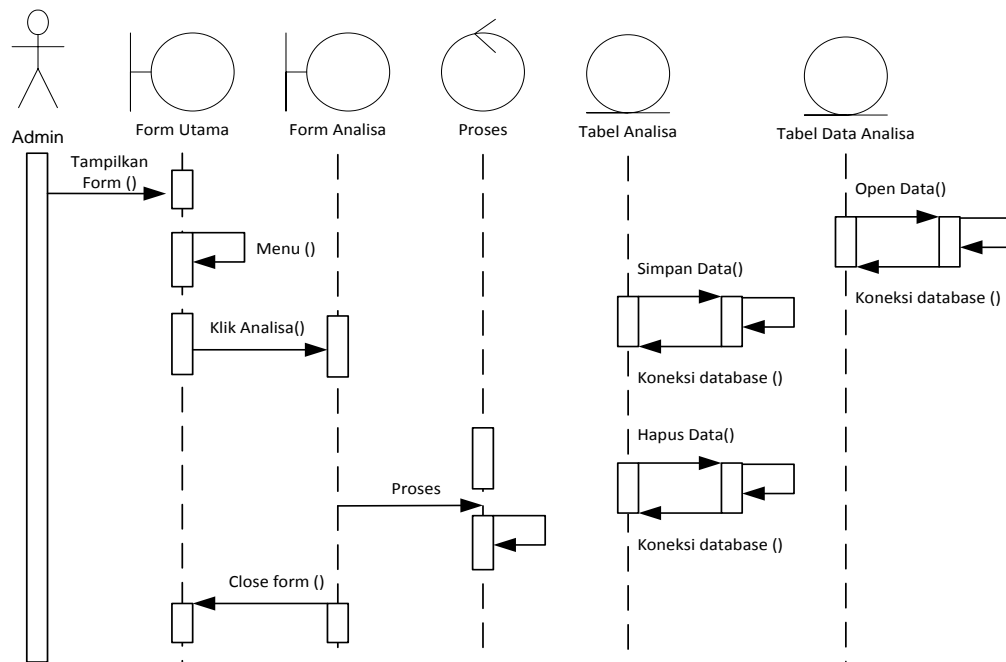 Admin
Form Utama
Form Analisa
Proses
Tabel Analisa
Tabel Data Analisa
Tampilkan
Form ()
Open Data()
Menu ()
Simpan Data()
Koneksi database ()
Klik Analisa()
Koneksi database ()
Hapus Data()
Proses
Koneksi database ()
Close form ()